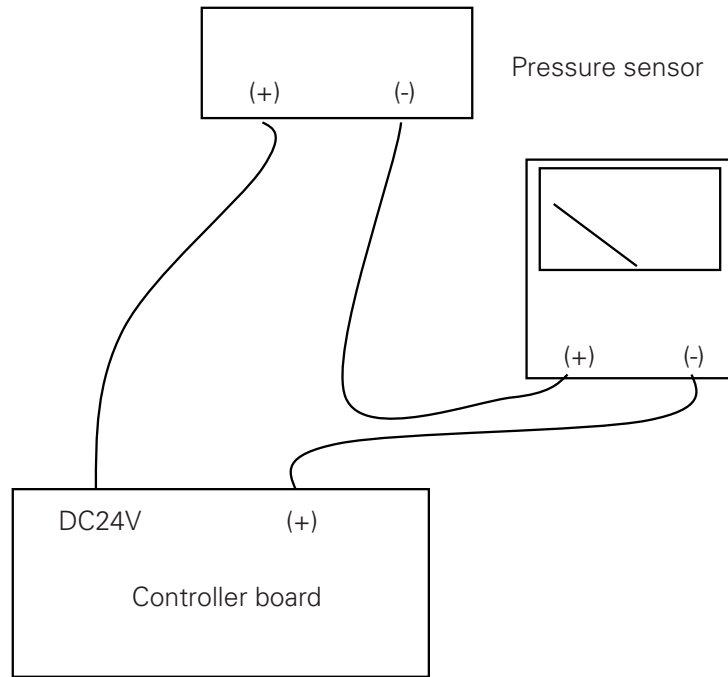 Pressure sensor
(+) (-)
(+) (-)
DC24V (+)
Controller board